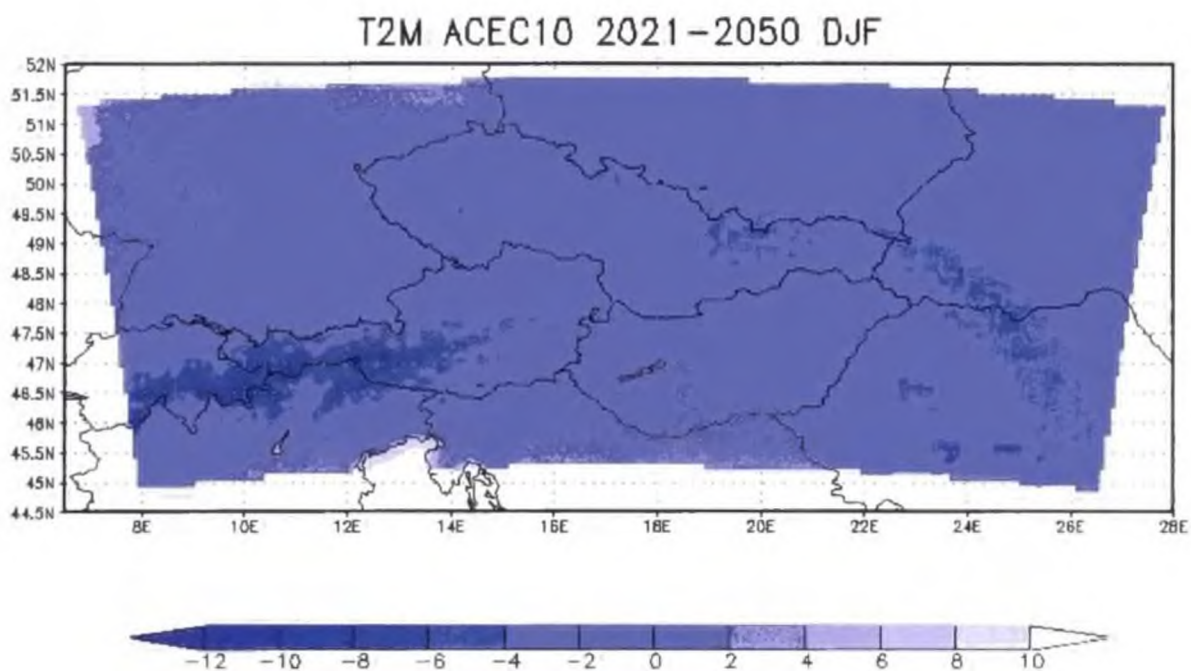 T2M ACEC10 2021-2050 DJF
52N
51.5N
51N
50.5N
50N
49.5N
49N
48.5N
48N
47.5N
47N
46.5N
46N
45.5N
45N
44.5N
8E 10E 12E 14E 16E 18E 20E 22E 24E 26E 28E
-12 -10 -8 -6 -4 -2 0 2 4 6 8 10